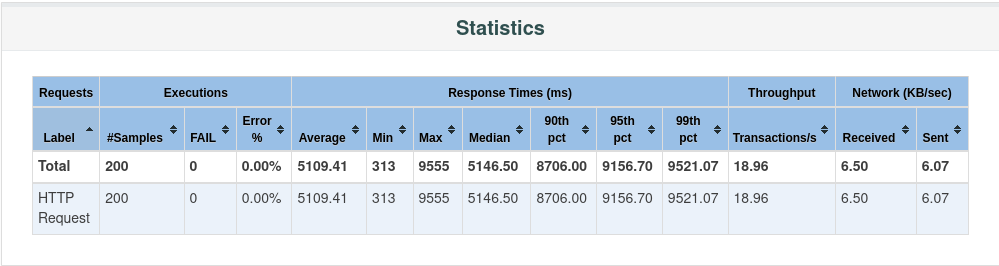 Statistics
Requests Executions Response Times (ms) Throughput Network (KB/sec)
Label #Samples FAIL Error % Average Min Max Median 90th pct 95th pct 99th pct Transactions/s Received Sent
Total 200 0 0.00% 5109.41 313 9555 5146.50 8706.00 9156.70 9521.07 18.96 6.50 6.07
HTTP Request 200 0 0.00% 5109.41 313 9555 5146.50 8706.00 9156.70 9521.07 18.96 6.50 6.07